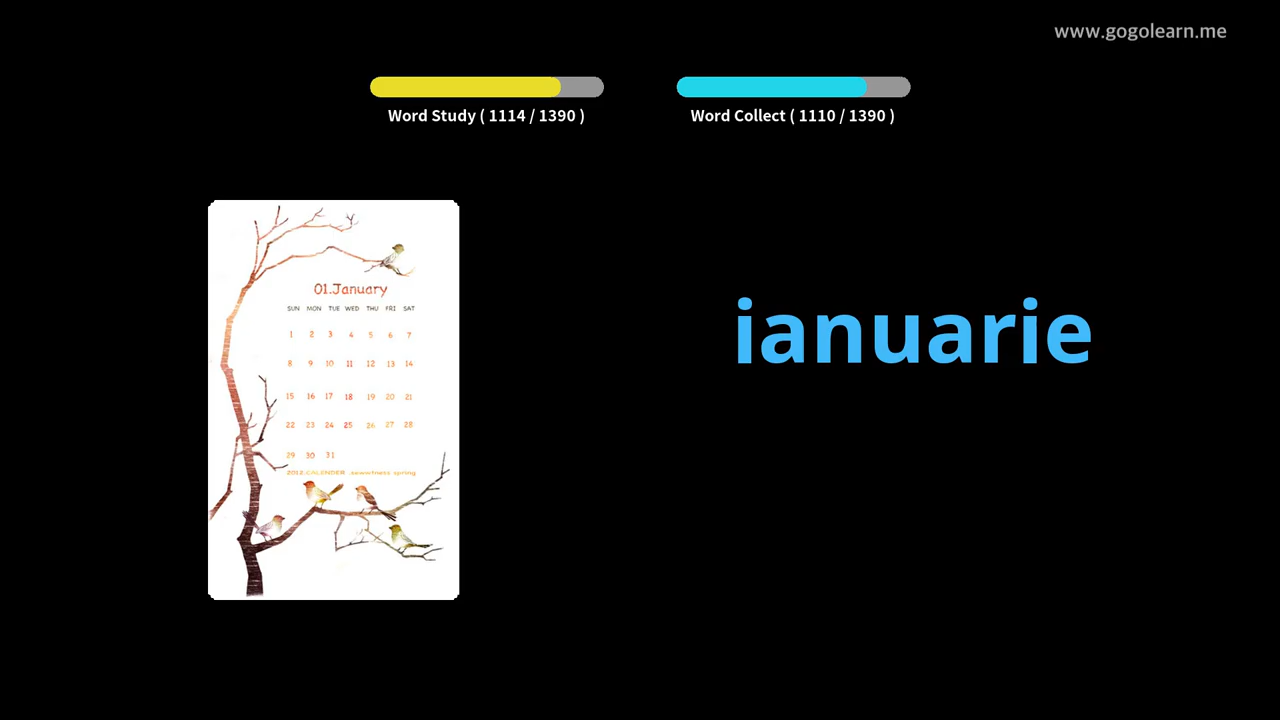 www.gogolearn.me
Word Study ( 1114 / 1390 ) Word Collect ( 1110 / 1390 )
01.January
SUN MON TUE WED THU FRI SAT
1 2 3 4 5 6 7
8 9 10 11 12 13 14
15 16 17 18 19 20 21
22 23 24 25 26 27 28
29 30 31
CALENDER spring
ianuarie